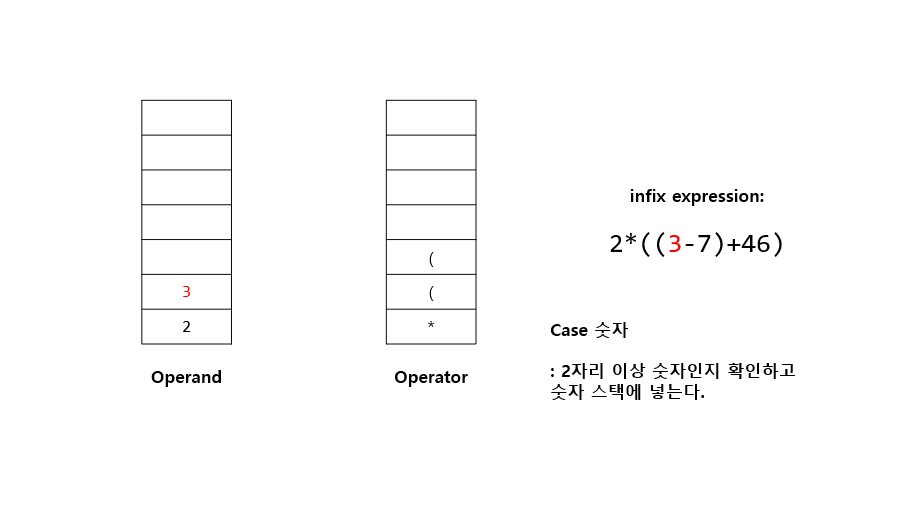 infix expression:
2*((3-7)+46)
(
3
(
2
*
Case 숫자
: 2자리 이상 숫자인지 확인하고
숫자 스택에 넣는다.
Operand
Operator